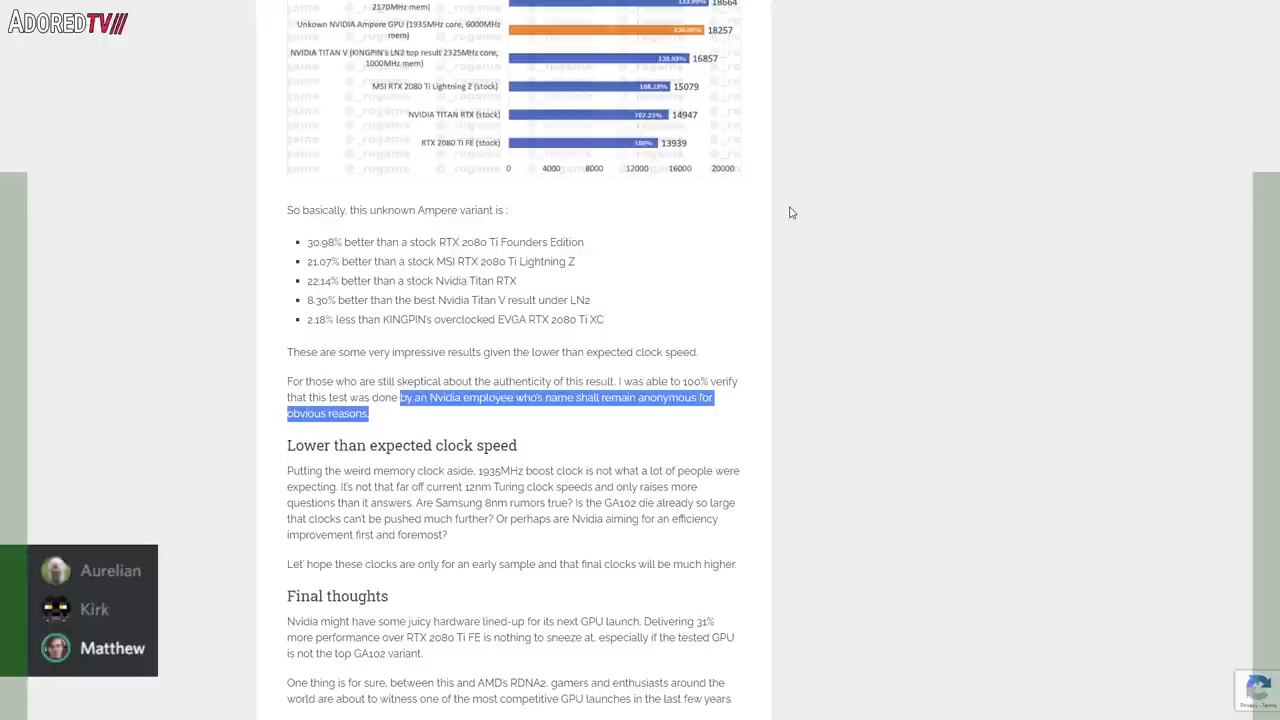 ADOREDTV//
2170MHz mem)
18664
Unkown NVIDIA Ampere GPU (1935MHz core, 6000MHz
mem)
18257
NVIDIA TITAN V (KINGPIN's LN2 top result 2325MHz core,
1000MHz mem)
120.93%
16857
MSI RTX 2080 Ti Lightning Z (stock)
108.18%
15079
NVIDIA TITAN RTX (stock)
107.23%
14947
RTX 2080 Ti FE (stock)
100%
13939
0 4000 8000 12000 16000 20000
So basically, this unknown Ampere variant is :
30.98% better than a stock RTX 2080 Ti Founders Edition
21.07% better than a stock MSI RTX 2080 Ti Lightning Z
22.14% better than a stock Nvidia Titan RTX
8.30% better than the best Nvidia Titan V result under LN2
2.18% less than KINGPIN's overclocked EVGA RTX 2080 Ti XC
These are some very impressive results given the lower than expected clock speed.
For those who are still skeptical about the authenticity of this result, I was able to 100% verify
that this test was done by an Nvidia employee who's name shall remain anonymous for
obvious reasons.
Lower than expected clock speed
Putting the weird memory clock aside, 1935MHz boost clock is not what a lot of people were
expecting. It's not that far off current 12nm Turing clock speeds and only raises more
questions than it answers. Are Samsung 8nm rumors true? Is the GA102 die already so large
that clocks can't be pushed much further? Or perhaps are Nvidia aiming for an efficiency
improvement first and foremost?
Let' hope these clocks are only for an early sample and that final clocks will be much higher.
Aurelian
Kirk
Matthew
Final thoughts
Nvidia might have some juicy hardware lined-up for its next GPU launch. Delivering 31%
more performance over RTX 2080 Ti FE is nothing to sneeze at, especially if the tested GPU
is not the top GA102 variant.
One thing is for sure, between this and AMD's RDNA2, gamers and enthusiasts around the
world are about to witness one of the most competitive GPU launches in the last few years.
Privacy - Terms